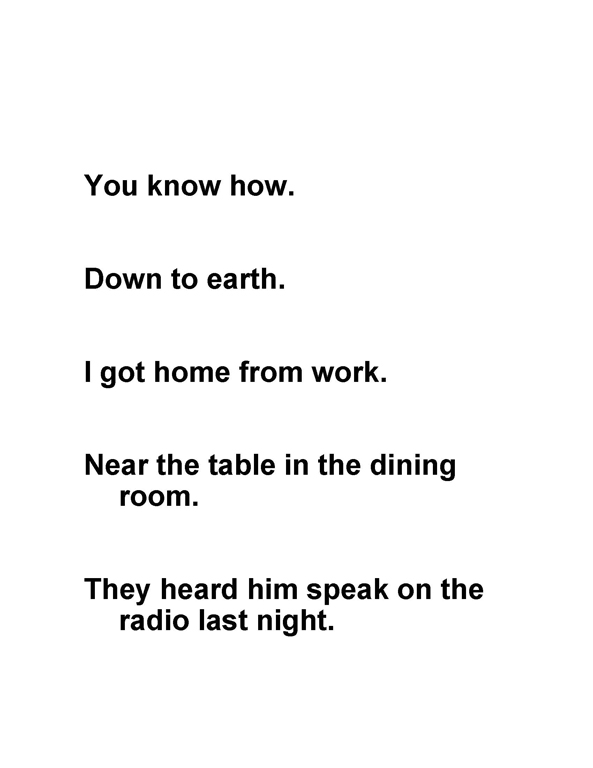 You know how.
Down to earth.
I got home from work.
Near the table in the dining
room.
They heard him speak on the
radio last night.